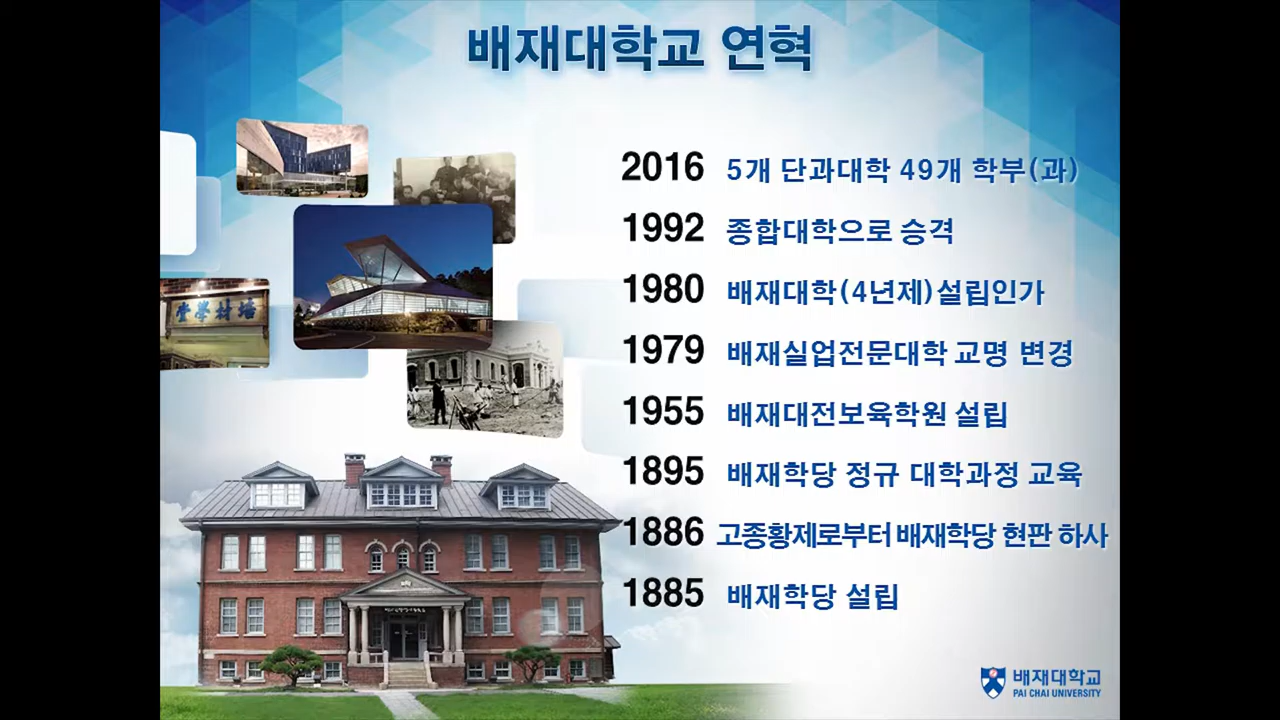 배재대학교 연혁
2016 5개 단과대학 49개 학부(과)
1992 종합대학으로 승격
1980 배재대학(4년제)설립인가
1979 배재실업전문대학 교명 변경
1955 배재대전보육학원 설립
1895 배재학당 정규 대학과정 교육
1886 고종황제로부터 배재학당 현판 하사
1885 배재학당 설립
堂學材培
배재대학교
PAI CHAI UNIVERSITY